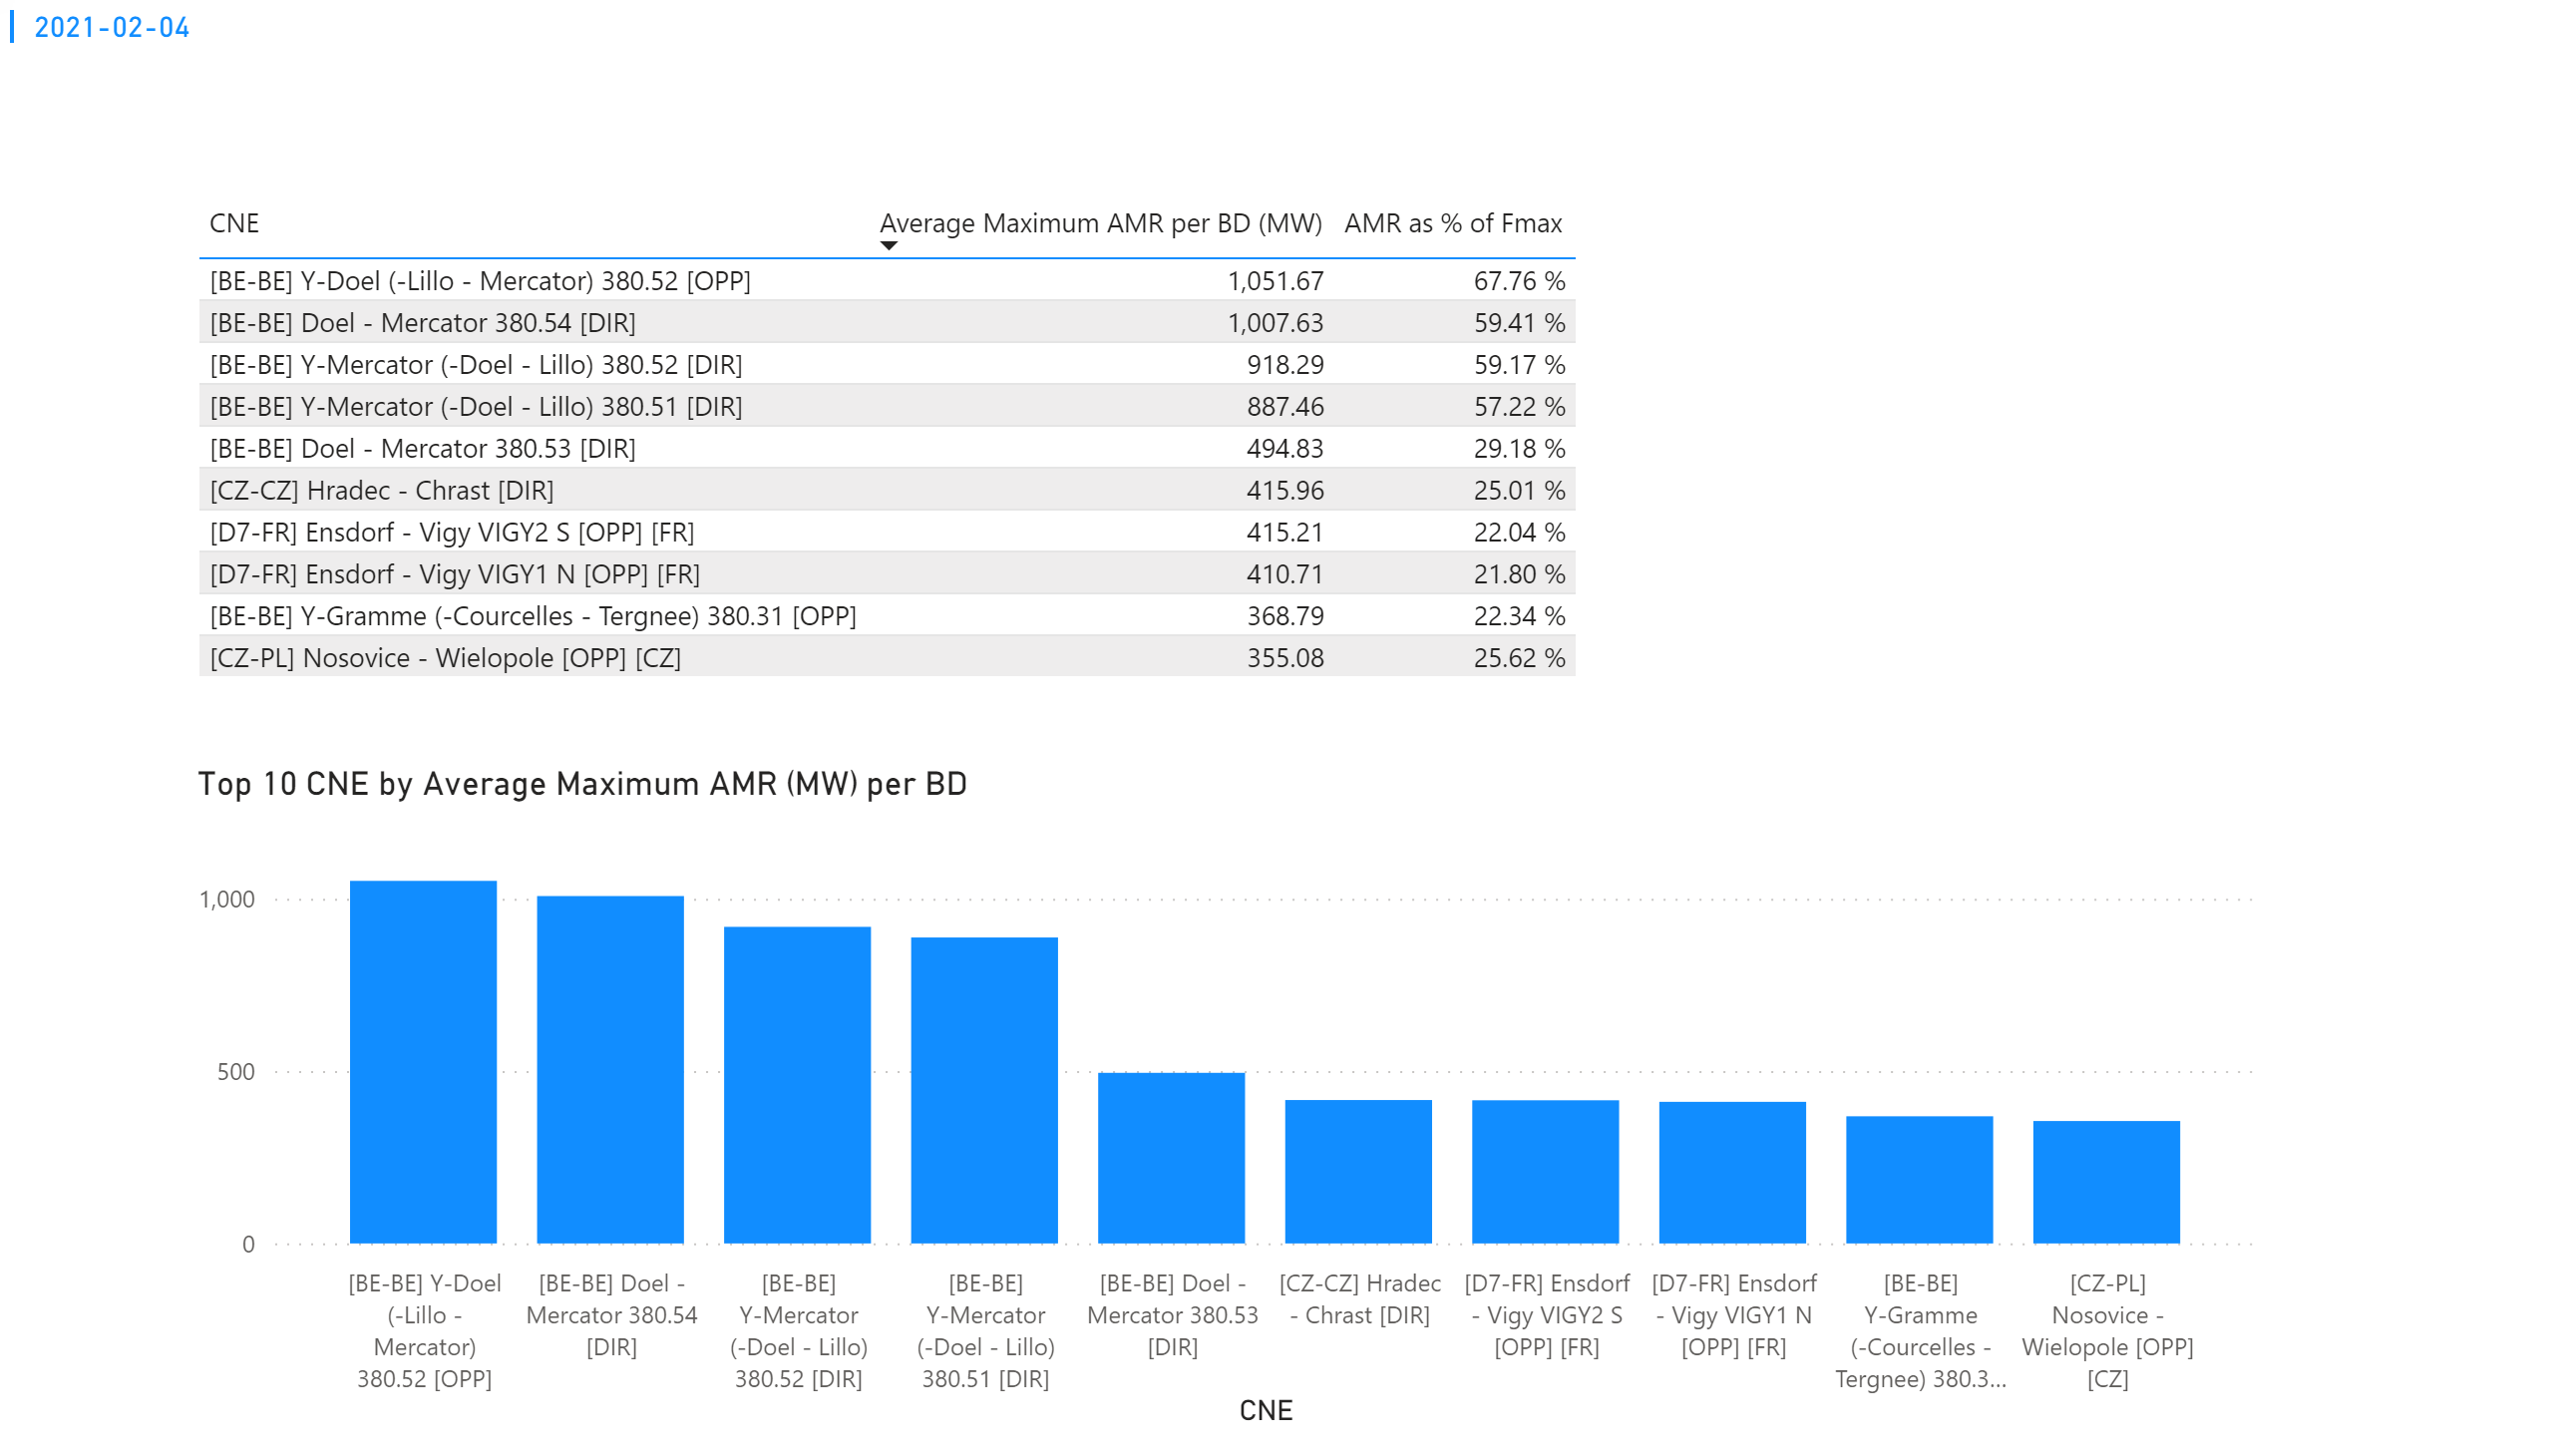 2021-02-04
CNE Average Maximum AMR per BD (MW) AMR as % of Fmax
[BE-BE] Y-Doel (-Lillo - Mercator) 380.52 [OPP] 1,051.67 67.76 %
[BE-BE] Doel - Mercator 380.54 [DIR] 1,007.63 59.41 %
[BE-BE] Y-Mercator (-Doel - Lillo) 380.52 [DIR] 918.29 59.17 %
[BE-BE] Y-Mercator (-Doel - Lillo) 380.51 [DIR] 887.46 57.22 %
[BE-BE] Doel - Mercator 380.53 [DIR] 494.83 29.18 %
[CZ-CZ] Hradec - Chrast [DIR] 415.96 25.01 %
[D7-FR] Ensdorf - Vigy VIGY2 S [OPP] [FR] 415.21 22.04 %
[D7-FR] Ensdorf - Vigy VIGY1 N [OPP] [FR] 410.71 21.80 %
[BE-BE] Y-Gramme (-Courcelles - Tergnee) 380.31 [OPP] 368.79 22.34 %
[CZ-PL] Nosovice - Wielopole [OPP] [CZ] 355.08 25.62 %
Top 10 CNE by Average Maximum AMR (MW) per BD
1,000
500
0
[BE-BE] Y-Doel
(-Lillo -
Mercator)
380.52 [OPP]
[BE-BE] Doel -
Mercator 380.54
[DIR]
[BE-BE]
Y-Mercator
(-Doel - Lillo)
380.52 [DIR]
[BE-BE]
Y-Mercator
(-Doel - Lillo)
380.51 [DIR]
[BE-BE] Doel -
Mercator 380.53
[DIR]
[CZ-CZ] Hradec
- Chrast [DIR]
[D7-FR] Ensdorf
- Vigy VIGY2 S
[OPP] [FR]
[D7-FR] Ensdorf
- Vigy VIGY1 N
[OPP] [FR]
[BE-BE]
Y-Gramme
(-Courcelles -
Tergnee) 380.3...
[CZ-PL]
Nosovice -
Wielopole [OPP]
[CZ]
CNE